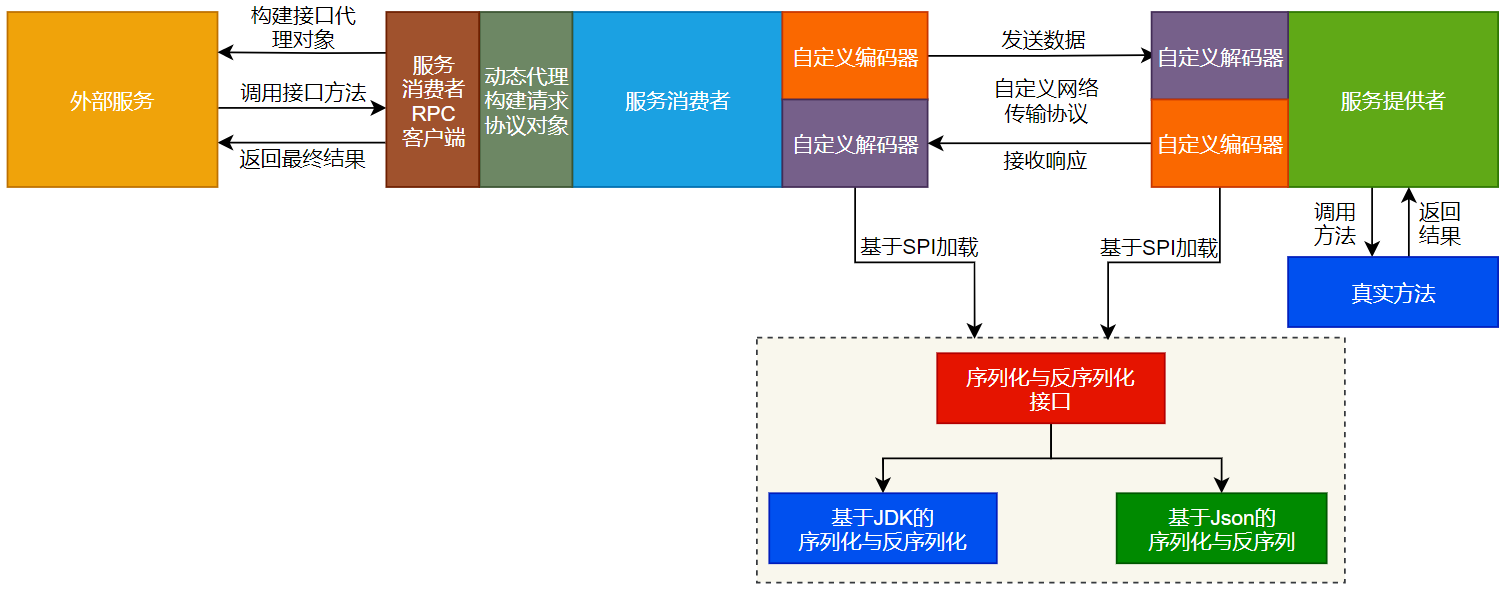 外部服务
构建接口代
理对象
调用接口方法
返回最终结果
服务
消费者
RPC
客户端
动态代理
构建请求
协议对象
服务消费者
自定义编码器
自定义解码器
发送数据
自定义网络
传输协议
接收响应
自定义解码器
自定义编码器
服务提供者
调用
方法
返回
结果
真实方法
基于SPI加载
基于SPI加载
序列化与反序列化
接口
基于JDK的
序列化与反序列化
基于Json的
序列化与反序列